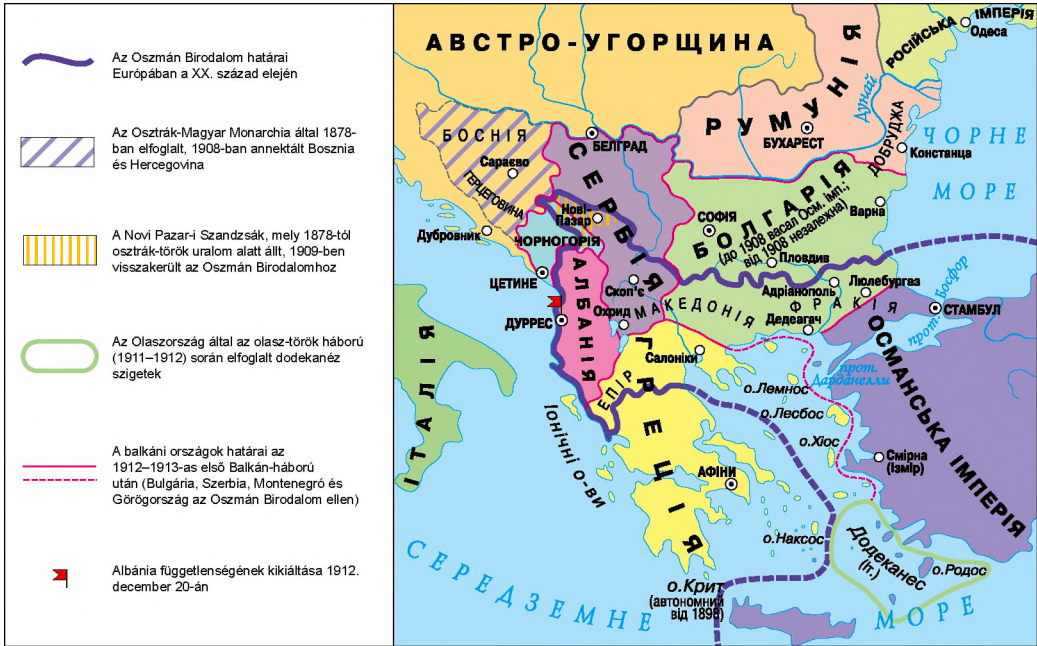 Az Oszmán Birodalom határai
Európában a XX. század elején
Az Osztrák-Magyar Monarchia által 1878-
ban elfoglalt, 1908-ban annektált Bosznia
és Hercegovina
A Novi Pazar-i Szandzsák, mely 1878-tól
osztrák-török uralom alatt állt, 1909-ben
visszakerült az Oszmán Birodalomhoz
Az Olaszország által az olasz-török háború
(1911–1912) során elfoglalt dodekanéz
szigetek
A balkáni országok határai az
1912–1913-as első Balkán-háború
után (Bulgária, Szerbia, Montenegró és
Görögország az Oszmán Birodalom ellen)
Albánia függetlenségének kikiáltása 1912.
december 20-án
АВСТРО-УГОРЩИНА
РОСІЙСЬКА ІМПЕРІЯ
Одеса
РУМУНІЯ
Дунай
БУХАРЕСТ
ДОБРУДЖА
Констанца
ЧОРНЕ
МОРЕ
БОСНІЯ
Сараєво
ГЕРЦЕГОВИНА
БЕЛГРАД
СЕРБІЯ
Нові-
Пазар
Дубровник
ЧОРНОГОРІЯ
ЦЕТИНЕ
СОФІЯ
БОЛГАРІЯ
(до 1908 васал Осм. імп.;
від 1908 незалежна)
Варна
Пловдив
Скоп'є
АЛБАНІЯ
ДУРРЕС
Охрид
МАКЕДОНІЯ
Адріанополь
Люлебургаз
ФРАКІЯ
Дедеагач
прот. Босфор
СТАМБУЛ
Салоніки
ЕПІР
ГРЕЦІЯ
прот.
Дарданелли
ОСМАНСЬКА ІМПЕРІЯ
о.Лемнос
о.Лесбос
о.Хіос
Смірна
(Ізмір)
ІТАЛІЯ
Іонічні о-ви
АФІНИ
о.Наксос
Додеканес
(Іт.)
о.Родос
о.Крит
(автономний
від 1898)
СЕРЕДЗЕМНЕ МОРЕ